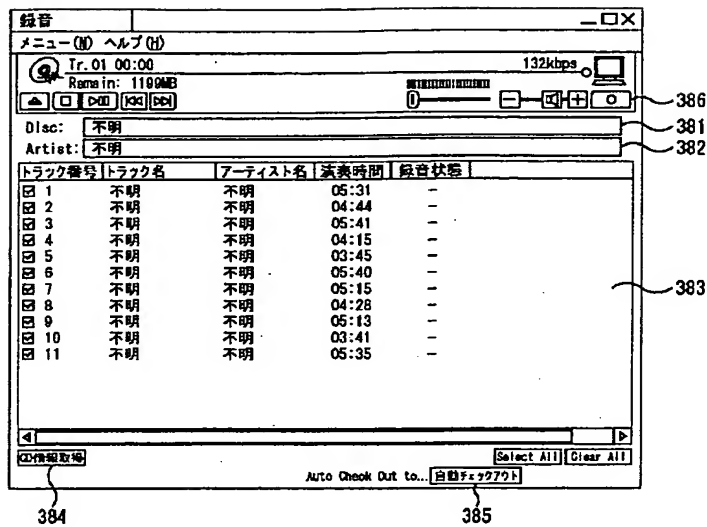 録音
メニュー(N) ヘルプ(H)
Tr.01 00:00 132kbps
Remain: 1199MB
386
Disc: 不明 381
Artist: 不明 382
トラック番号 トラック名 アーティスト名 演奏時間 録音状態
1 不明 不明 05:31 –
2 不明 不明 04:44 –
3 不明 不明 05:41 –
4 不明 不明 04:15 –
5 不明 不明 03:45 –
6 不明 不明 05:40 –
7 不明 不明 05:15 –
8 不明 不明 04:28 –
9 不明 不明 05:13 –
10 不明 不明 03:41 –
11 不明 不明 05:35 –
383
CD情報取得 Select All Clear All
Auto Check Out to... 自動チェックアウト
384 385